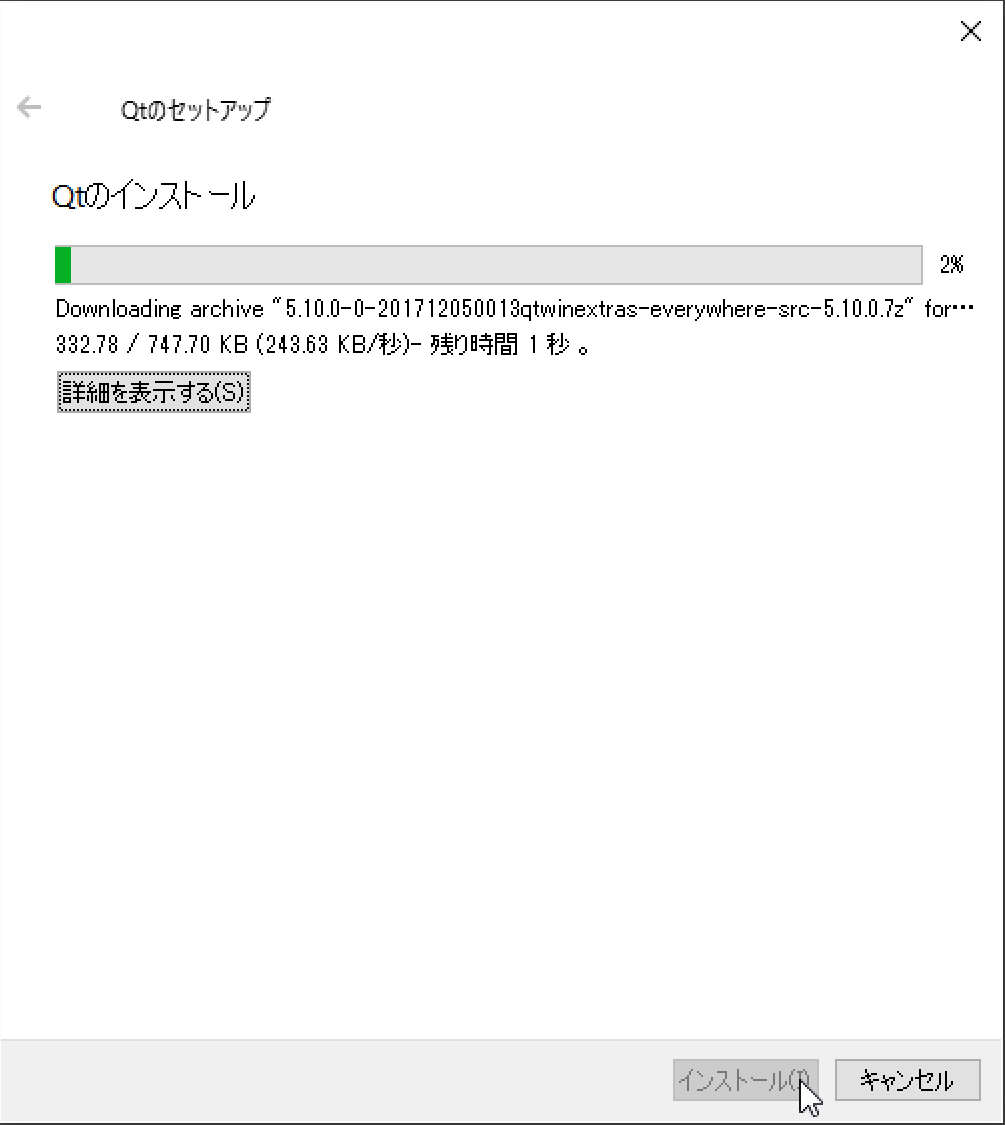 Qtのセットアップ
Qtのインストール
2%
Downloading archive "5.10.0-0-201712050013qtwinextras-everywhere-src-5.10.0.7z" for…
332.78 / 747.70 KB (243.63 KB/秒)- 残り時間 1 秒 。
詳細を表示する(S)
インストール(I)
キャンセル